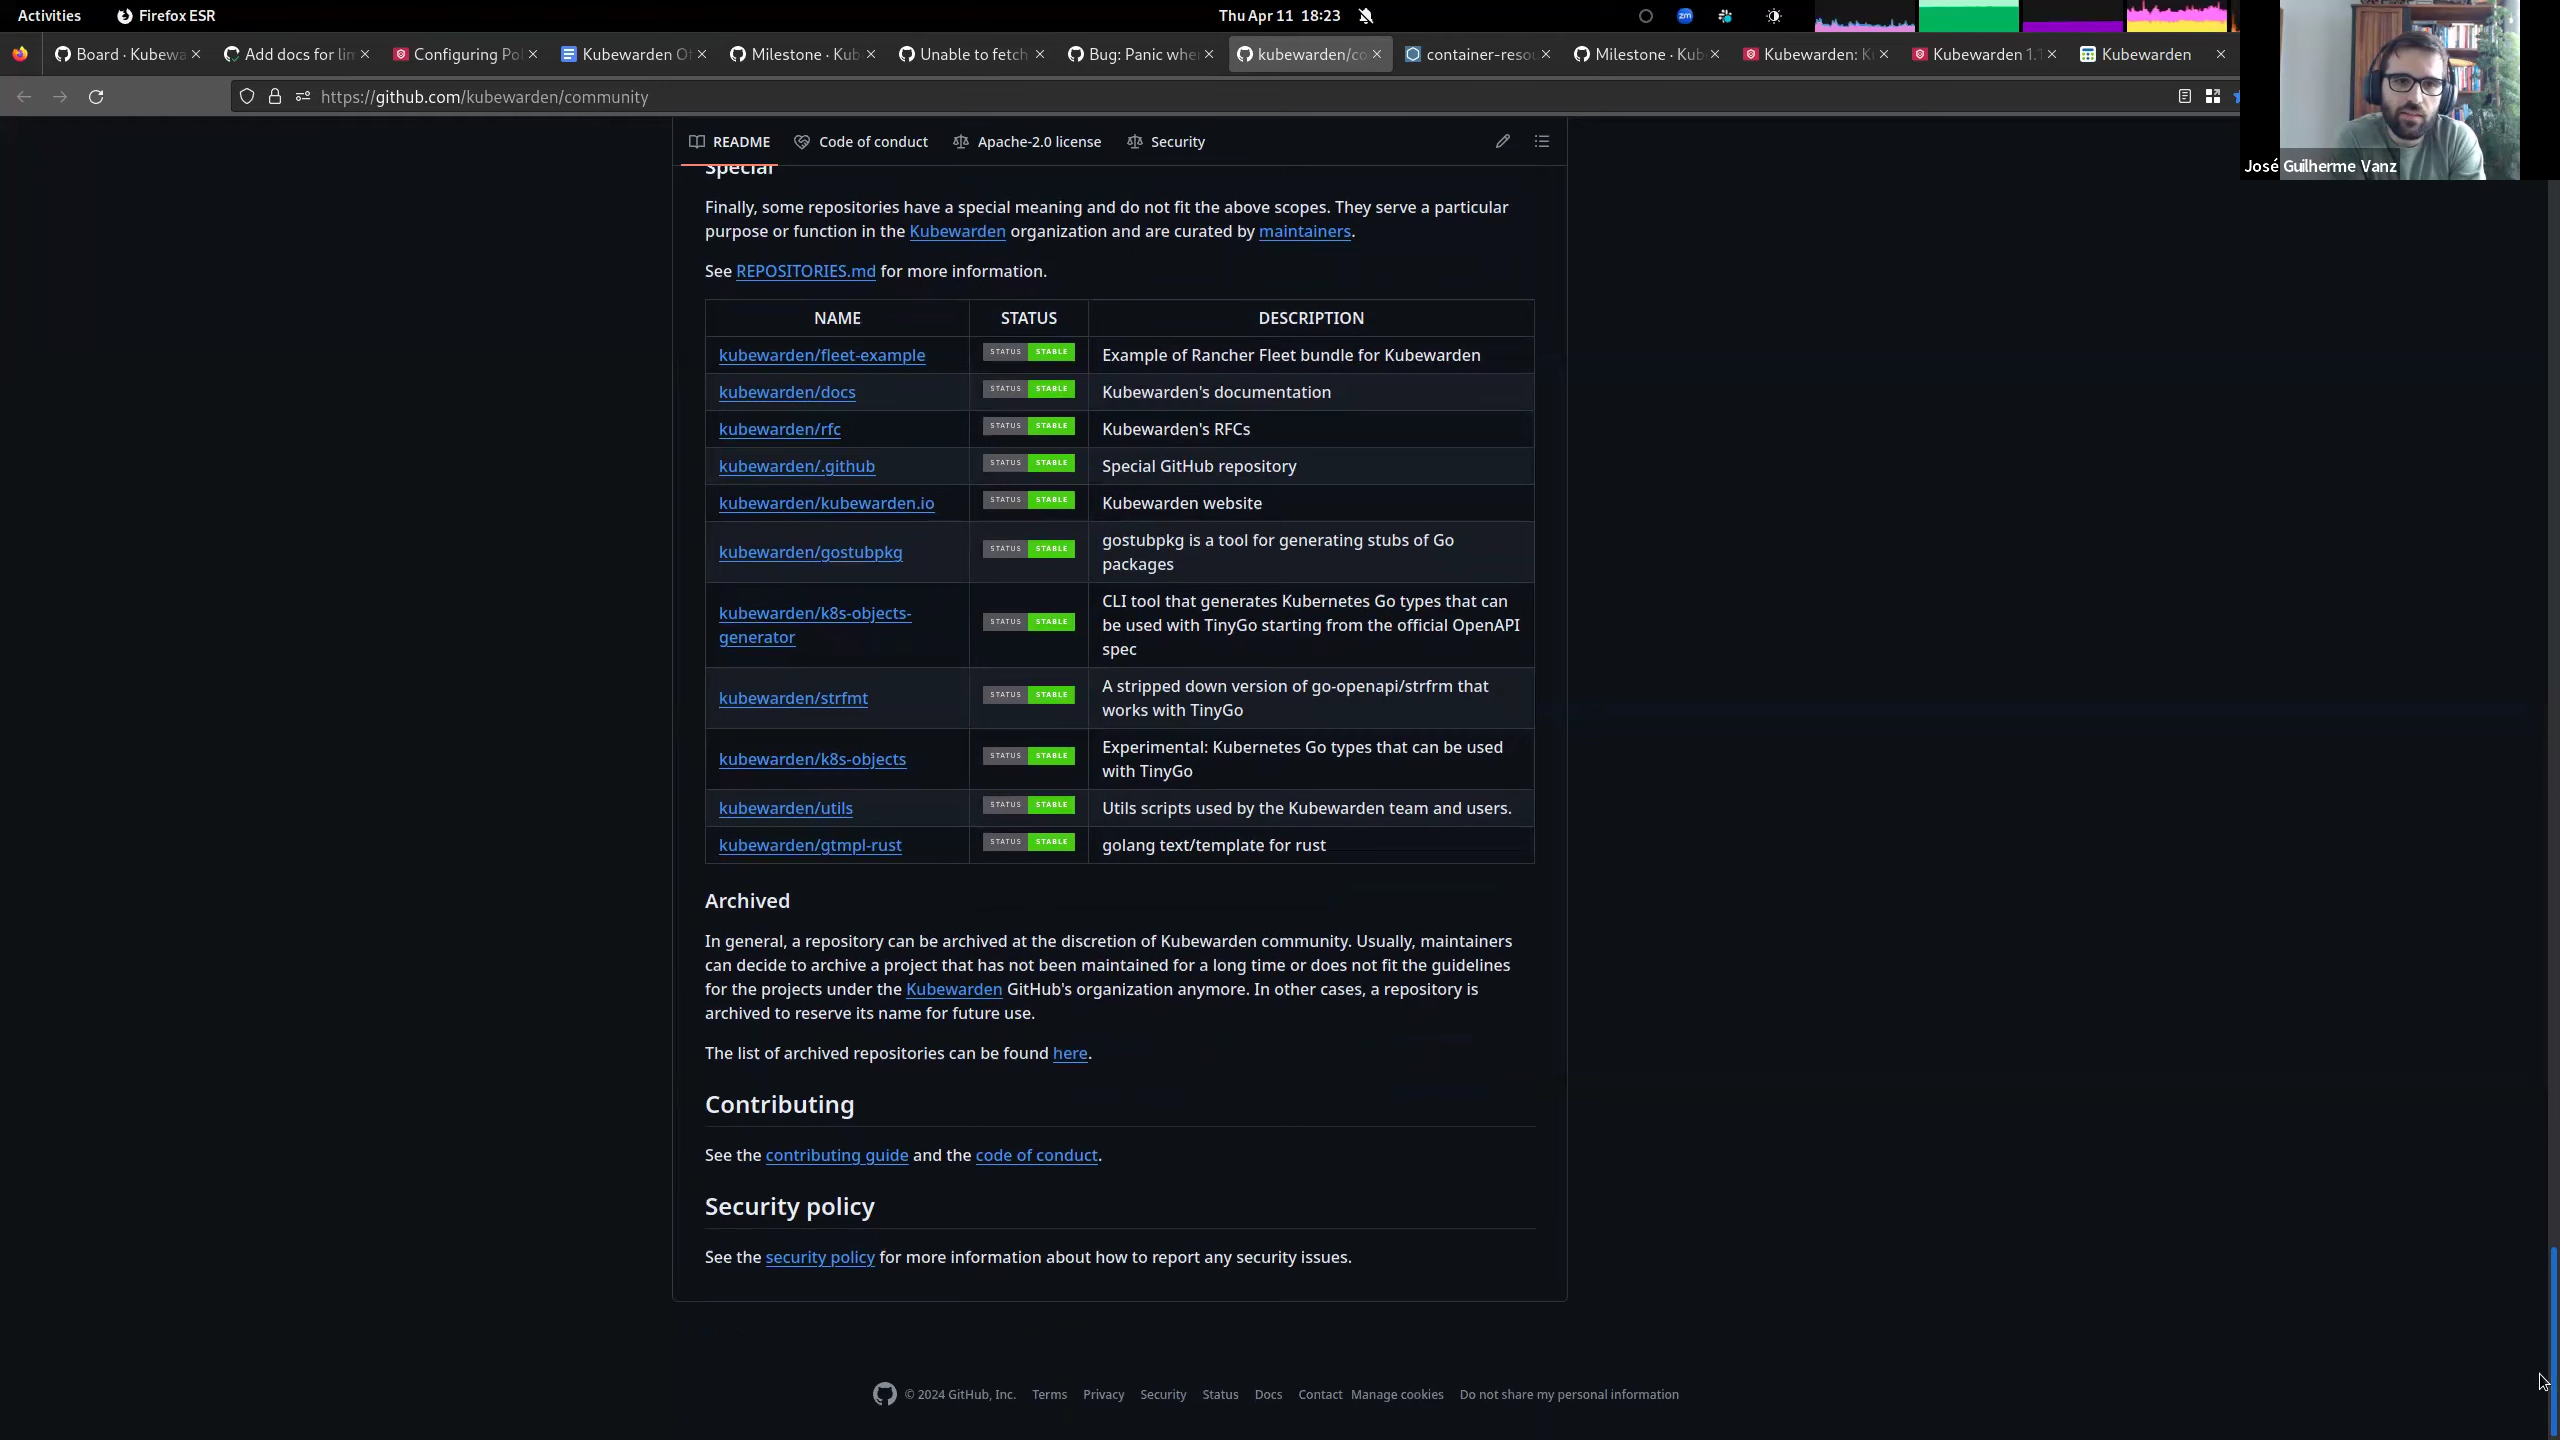 Activities Firefox ESR Thu Apr 11 18:23 zm
Board · Kubewa Add docs for lin Configuring Pol Kubewarden Of Milestone · Kub Unable to fetch Bug: Panic whe kubewarden/co container-reso Milestone · Kub Kubewarden: K Kubewarden 1.1 Kubewarden
https://github.com/kubewarden/community
José Guilherme Vanz
README Code of conduct Apache-2.0 license Security
Special
Finally, some repositories have a special meaning and do not fit the above scopes. They serve a particular
purpose or function in the Kubewarden organization and are curated by maintainers.
See REPOSITORIES.md for more information.
NAME STATUS DESCRIPTION
kubewarden/fleet-example STATUS STABLE Example of Rancher Fleet bundle for Kubewarden
kubewarden/docs STATUS STABLE Kubewarden's documentation
kubewarden/rfc STATUS STABLE Kubewarden's RFCs
kubewarden/.github STATUS STABLE Special GitHub repository
kubewarden/kubewarden.io STATUS STABLE Kubewarden website
kubewarden/gostubpkg STATUS STABLE gostubpkg is a tool for generating stubs of Go
packages
kubewarden/k8s-objects-
generator STATUS STABLE CLI tool that generates Kubernetes Go types that can
be used with TinyGo starting from the official OpenAPI
spec
kubewarden/strfmt STATUS STABLE A stripped down version of go-openapi/strfrm that
works with TinyGo
kubewarden/k8s-objects STATUS STABLE Experimental: Kubernetes Go types that can be used
with TinyGo
kubewarden/utils STATUS STABLE Utils scripts used by the Kubewarden team and users.
kubewarden/gtmpl-rust STATUS STABLE golang text/template for rust
Archived
In general, a repository can be archived at the discretion of Kubewarden community. Usually, maintainers
can decide to archive a project that has not been maintained for a long time or does not fit the guidelines
for the projects under the Kubewarden GitHub's organization anymore. In other cases, a repository is
archived to reserve its name for future use.
The list of archived repositories can be found here.
Contributing
See the contributing guide and the code of conduct.
Security policy
See the security policy for more information about how to report any security issues.
© 2024 GitHub, Inc. Terms Privacy Security Status Docs Contact Manage cookies Do not share my personal information